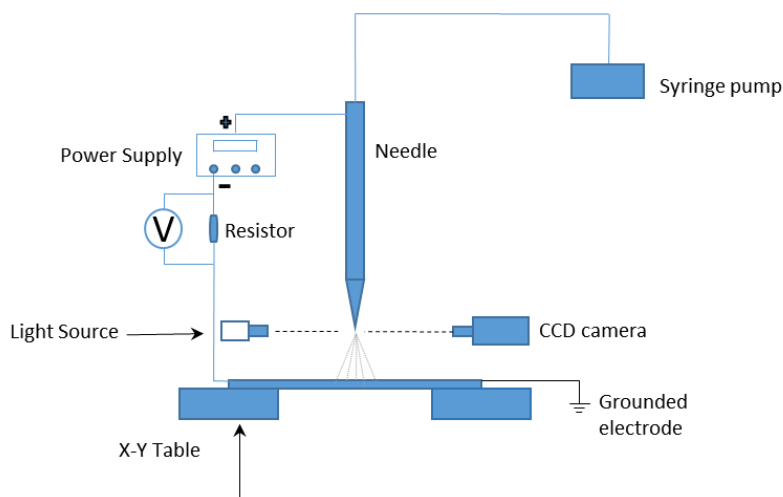 Syringe pump
+
Power Supply
Needle
-
V
Resistor
Light Source
CCD camera
Grounded
electrode
X-Y Table